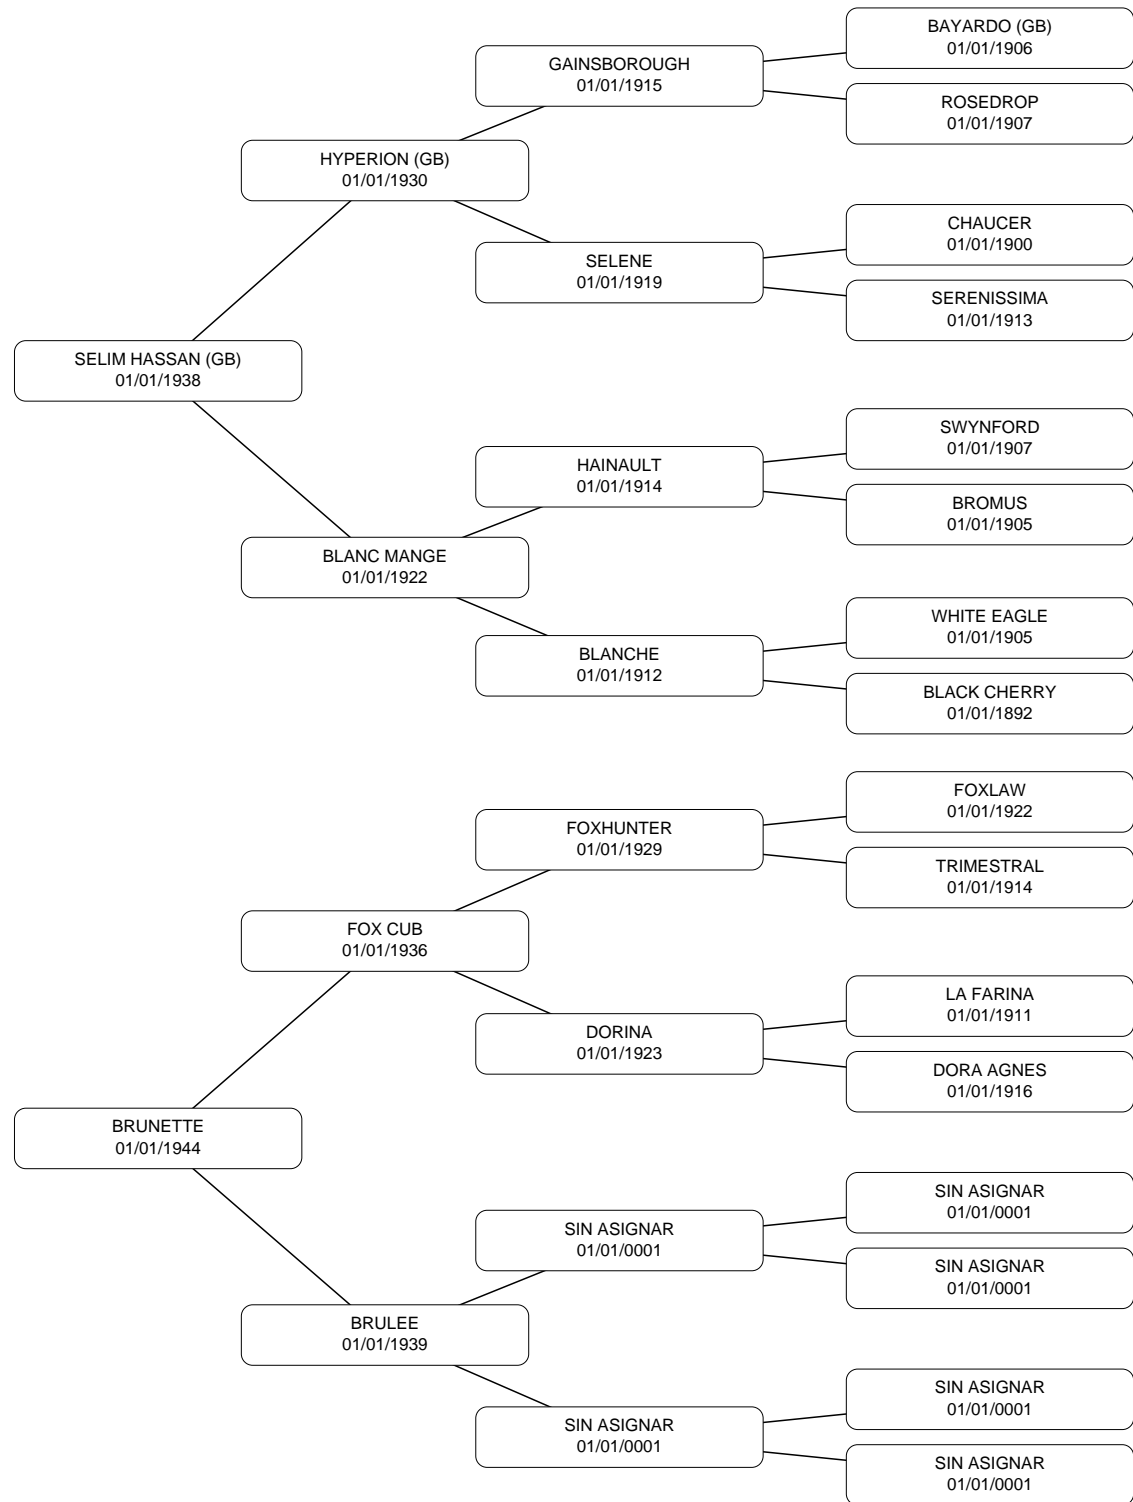 BAYARDO (GB)
01/01/1906
GAINSBOROUGH
01/01/1915
ROSEDROP
01/01/1907
HYPERION (GB)
01/01/1930
CHAUCER
01/01/1900
SELENE
01/01/1919
SERENISSIMA
01/01/1913
SELIM HASSAN (GB)
01/01/1938
SWYNFORD
01/01/1907
HAINAULT
01/01/1914
BROMUS
01/01/1905
BLANC MANGE
01/01/1922
WHITE EAGLE
01/01/1905
BLANCHE
01/01/1912
BLACK CHERRY
01/01/1892
FOXLAW
01/01/1922
FOXHUNTER
01/01/1929
TRIMESTRAL
01/01/1914
FOX CUB
01/01/1936
LA FARINA
01/01/1911
DORINA
01/01/1923
DORA AGNES
01/01/1916
BRUNETTE
01/01/1944
SIN ASIGNAR
01/01/0001
SIN ASIGNAR
01/01/0001
SIN ASIGNAR
01/01/0001
BRULEE
01/01/1939
SIN ASIGNAR
01/01/0001
SIN ASIGNAR
01/01/0001
SIN ASIGNAR
01/01/0001